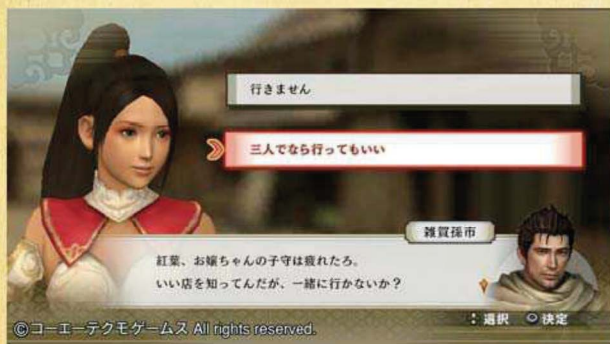 行きません
三人でなら行ってもいい
雑賀孫市
紅葉、お嬢ちゃんの子守は疲れたろ。
いい店を知ってんだが、一緒に行かないか？
：選択 ○決定
©コーエーテクモゲームス All rights reserved.